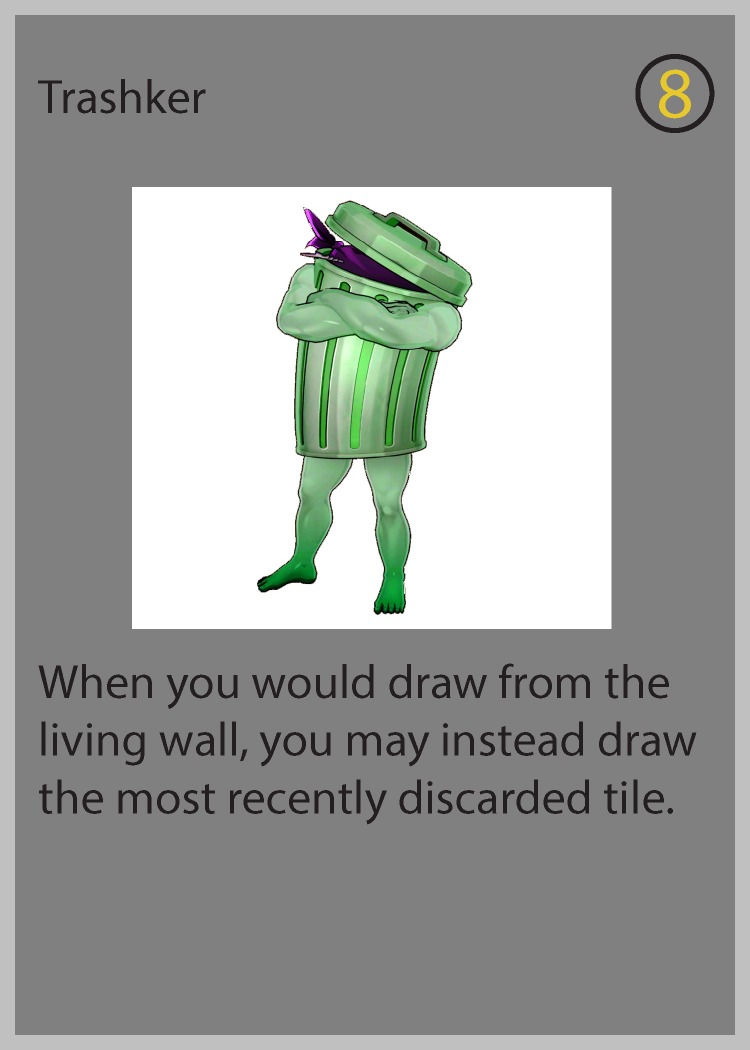 Trashker
8
When you would draw from the
living wall, you may instead draw
the most recently discarded tile.